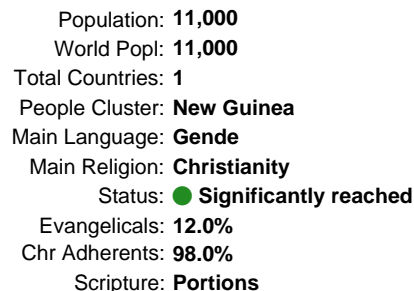 Population: 11,000
World Popl: 11,000
Total Countries: 1
People Cluster: New Guinea
Main Language: Gende
Main Religion: Christianity
Status: Significantly reached
Evangelicals: 12.0%
Chr Adherents: 98.0%
Scripture: Portions